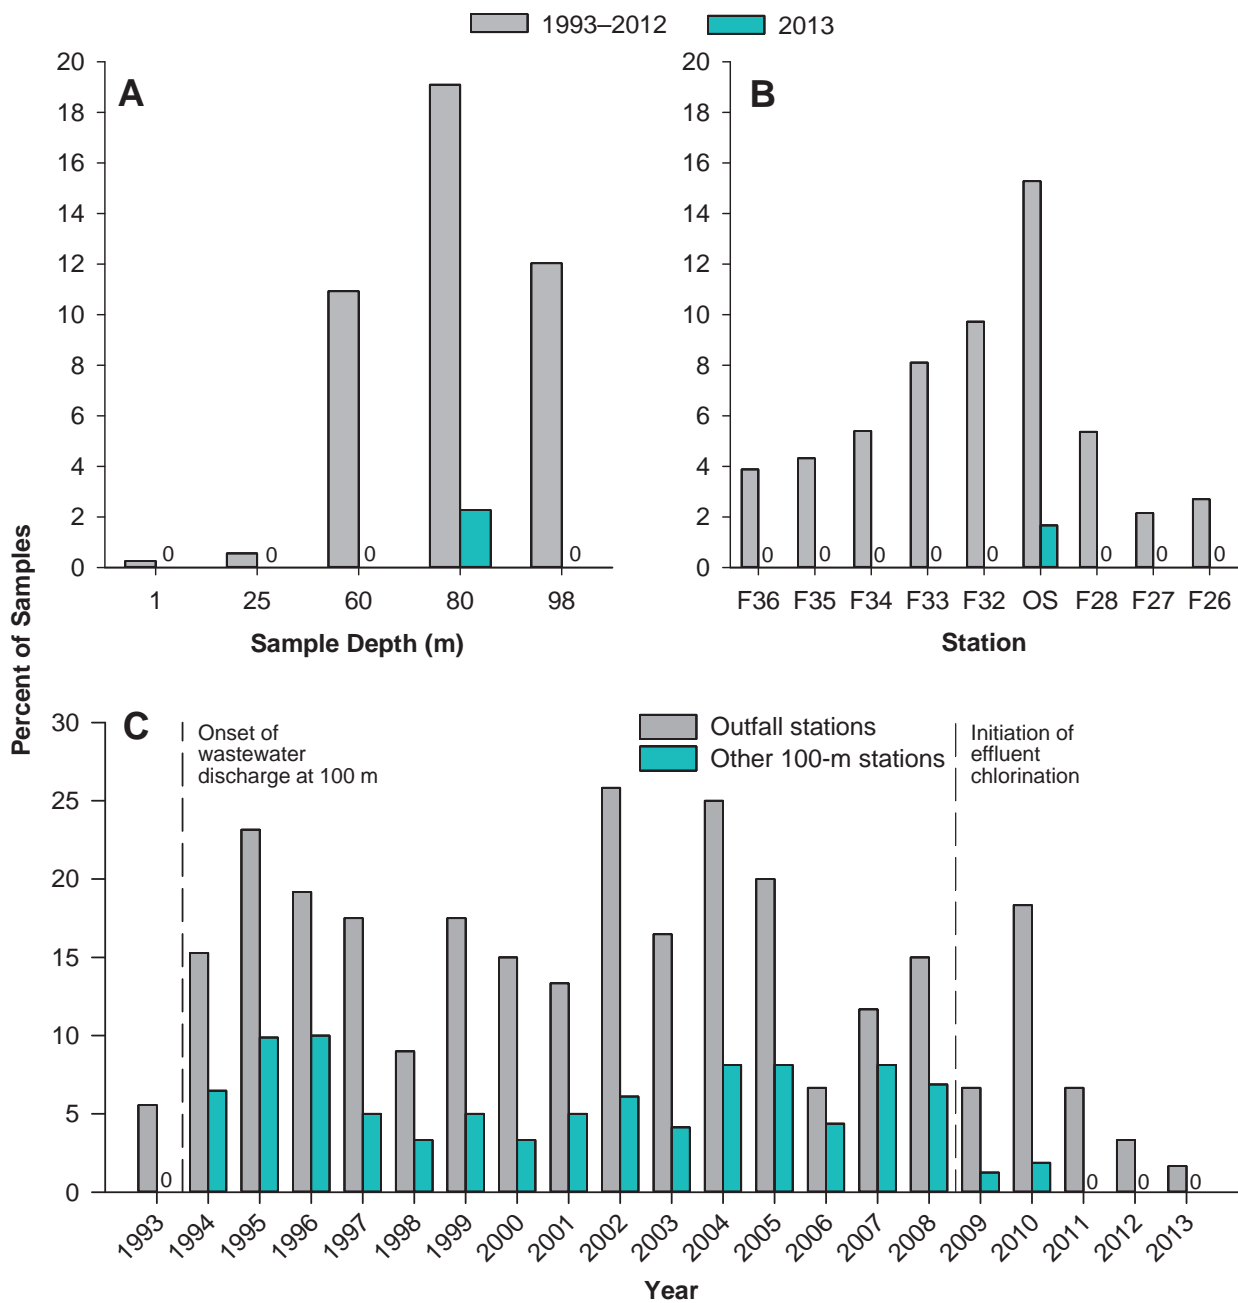 1993–2012 2013
A
20
18
16
14
12
10
8
6
4
2
0
0 0 0 0
1 25 60 80 98
Sample Depth (m)
B
20
18
16
14
12
10
8
6
4
2
0
0 0 0 0 0 0 0 0
F36 F35 F34 F33 F32 OS F28 F27 F26
Station
Percent of Samples
C
Onset of
wastewater
discharge at 100 m
Outfall stations
Other 100-m stations
Initiation of
effluent
chlorination
30
25
20
15
10
5
0
0 0 0 0
1993 1994 1995 1996 1997 1998 1999 2000 2001 2002 2003 2004 2005 2006 2007 2008 2009 2010 2011 2012 2013
Year